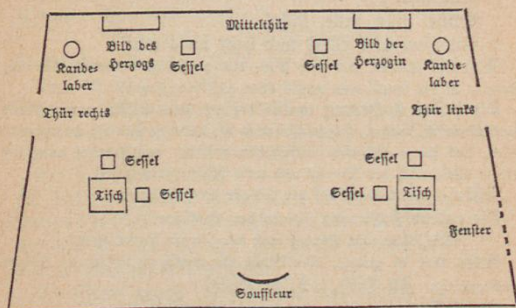 Mittelthür
Bild des
Herzogs
Sessel
Sessel
Bild der
Herzogin
Kande=
laber
Kande=
laber
Thür rechts
Thür links
Sessel
Sessel
Tisch
Sessel
Sessel
Tisch
Fenster
Souffleur